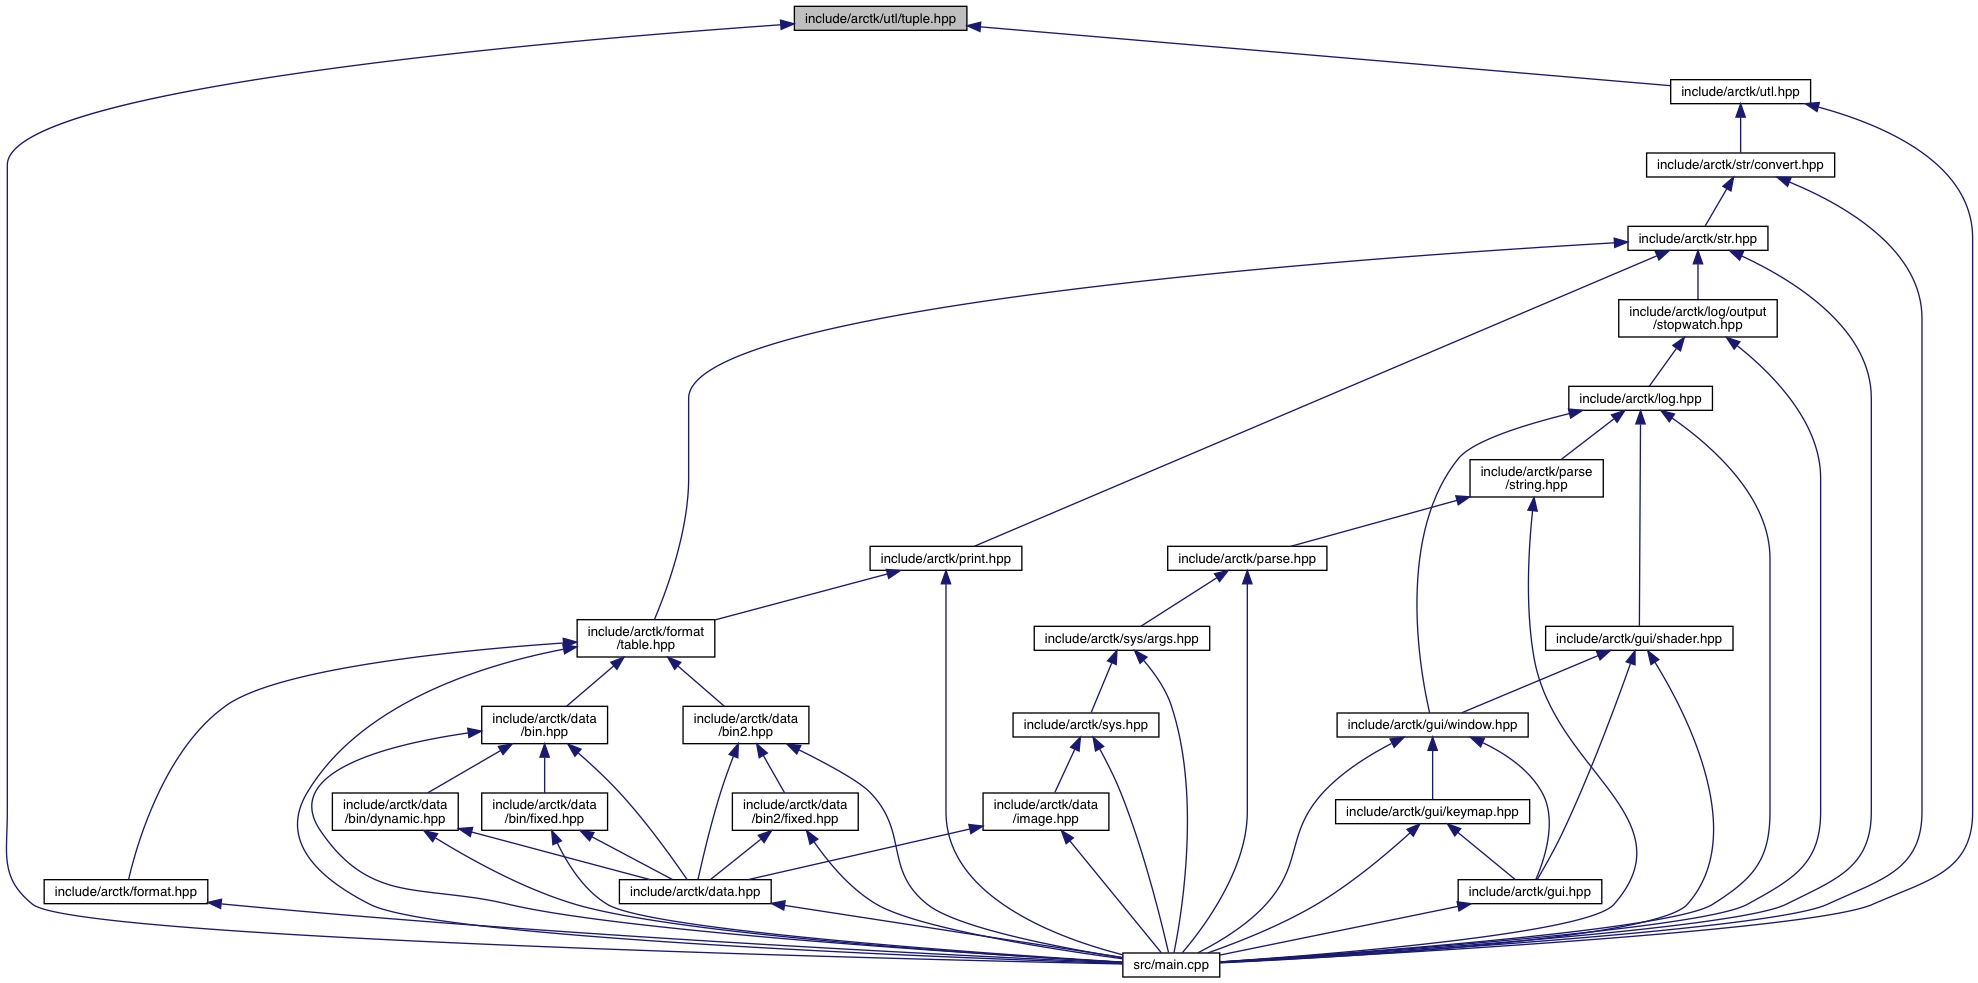 include/arctk/utl/tuple.hpp
include/arctk/utl.hpp
include/arctk/str/convert.hpp
include/arctk/str.hpp
include/arctk/log/output
/stopwatch.hpp
include/arctk/log.hpp
include/arctk/parse
/string.hpp
include/arctk/print.hpp
include/arctk/parse.hpp
include/arctk/format
/table.hpp
include/arctk/sys/args.hpp
include/arctk/gui/shader.hpp
include/arctk/data
/bin.hpp
include/arctk/data
/bin2.hpp
include/arctk/sys.hpp
include/arctk/gui/window.hpp
include/arctk/data
/bin/dynamic.hpp
include/arctk/data
/bin/fixed.hpp
include/arctk/data
/bin2/fixed.hpp
include/arctk/data
/image.hpp
include/arctk/gui/keymap.hpp
include/arctk/format.hpp
include/arctk/data.hpp
include/arctk/gui.hpp
src/main.cpp